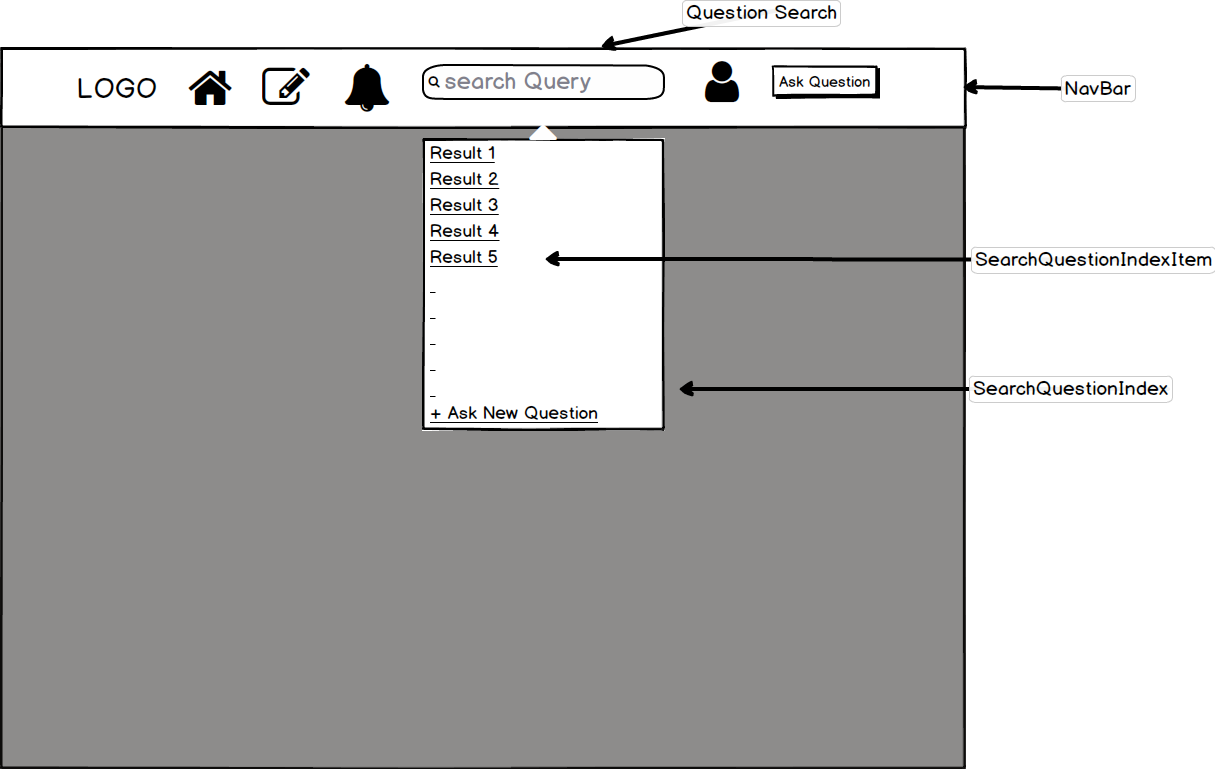 Question Search
LOGO
search Query
Ask Question
NavBar
Result 1
Result 2
Result 3
Result 4
Result 5
SearchQuestionIndexItem
-
-
-
-
SearchQuestionIndex
-
+ Ask New Question